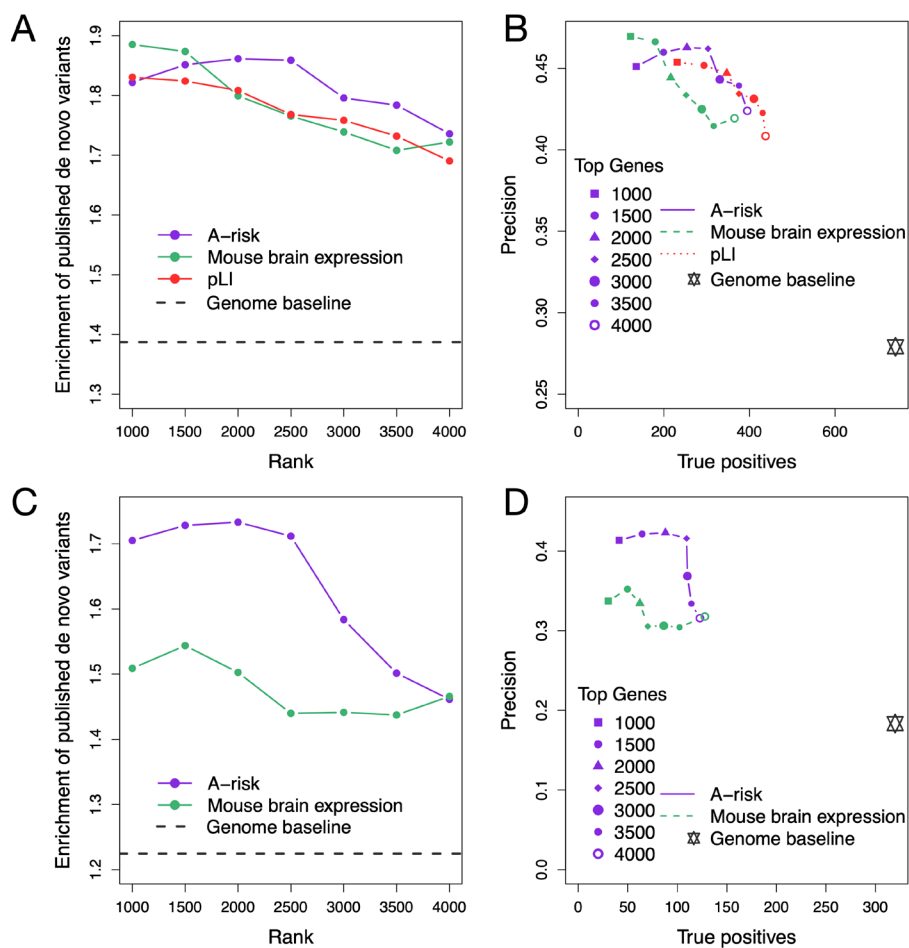 A
Enrichment of published de novo variants
1.9
1.8
1.7
1.6
1.5
1.4
1.3
A−risk
Mouse brain expression
pLI
Genome baseline
1000 1500 2000 2500 3000 3500 4000
Rank
B
Precision
0.45
0.40
0.35
0.30
0.25
Top Genes
1000
1500
2000
2500
3000
3500
4000
A−risk
Mouse brain expression
pLI
Genome baseline
0 200 400 600
True positives
C
Enrichment of published de novo variants
1.7
1.6
1.5
1.4
1.3
1.2
A−risk
Mouse brain expression
Genome baseline
1000 1500 2000 2500 3000 3500 4000
Rank
D
Precision
0.4
0.3
0.2
0.1
0.0
Top Genes
1000
1500
2000
2500
3000
3500
4000
A−risk
Mouse brain expression
Genome baseline
0 50 100 150 200 250 300
True positives